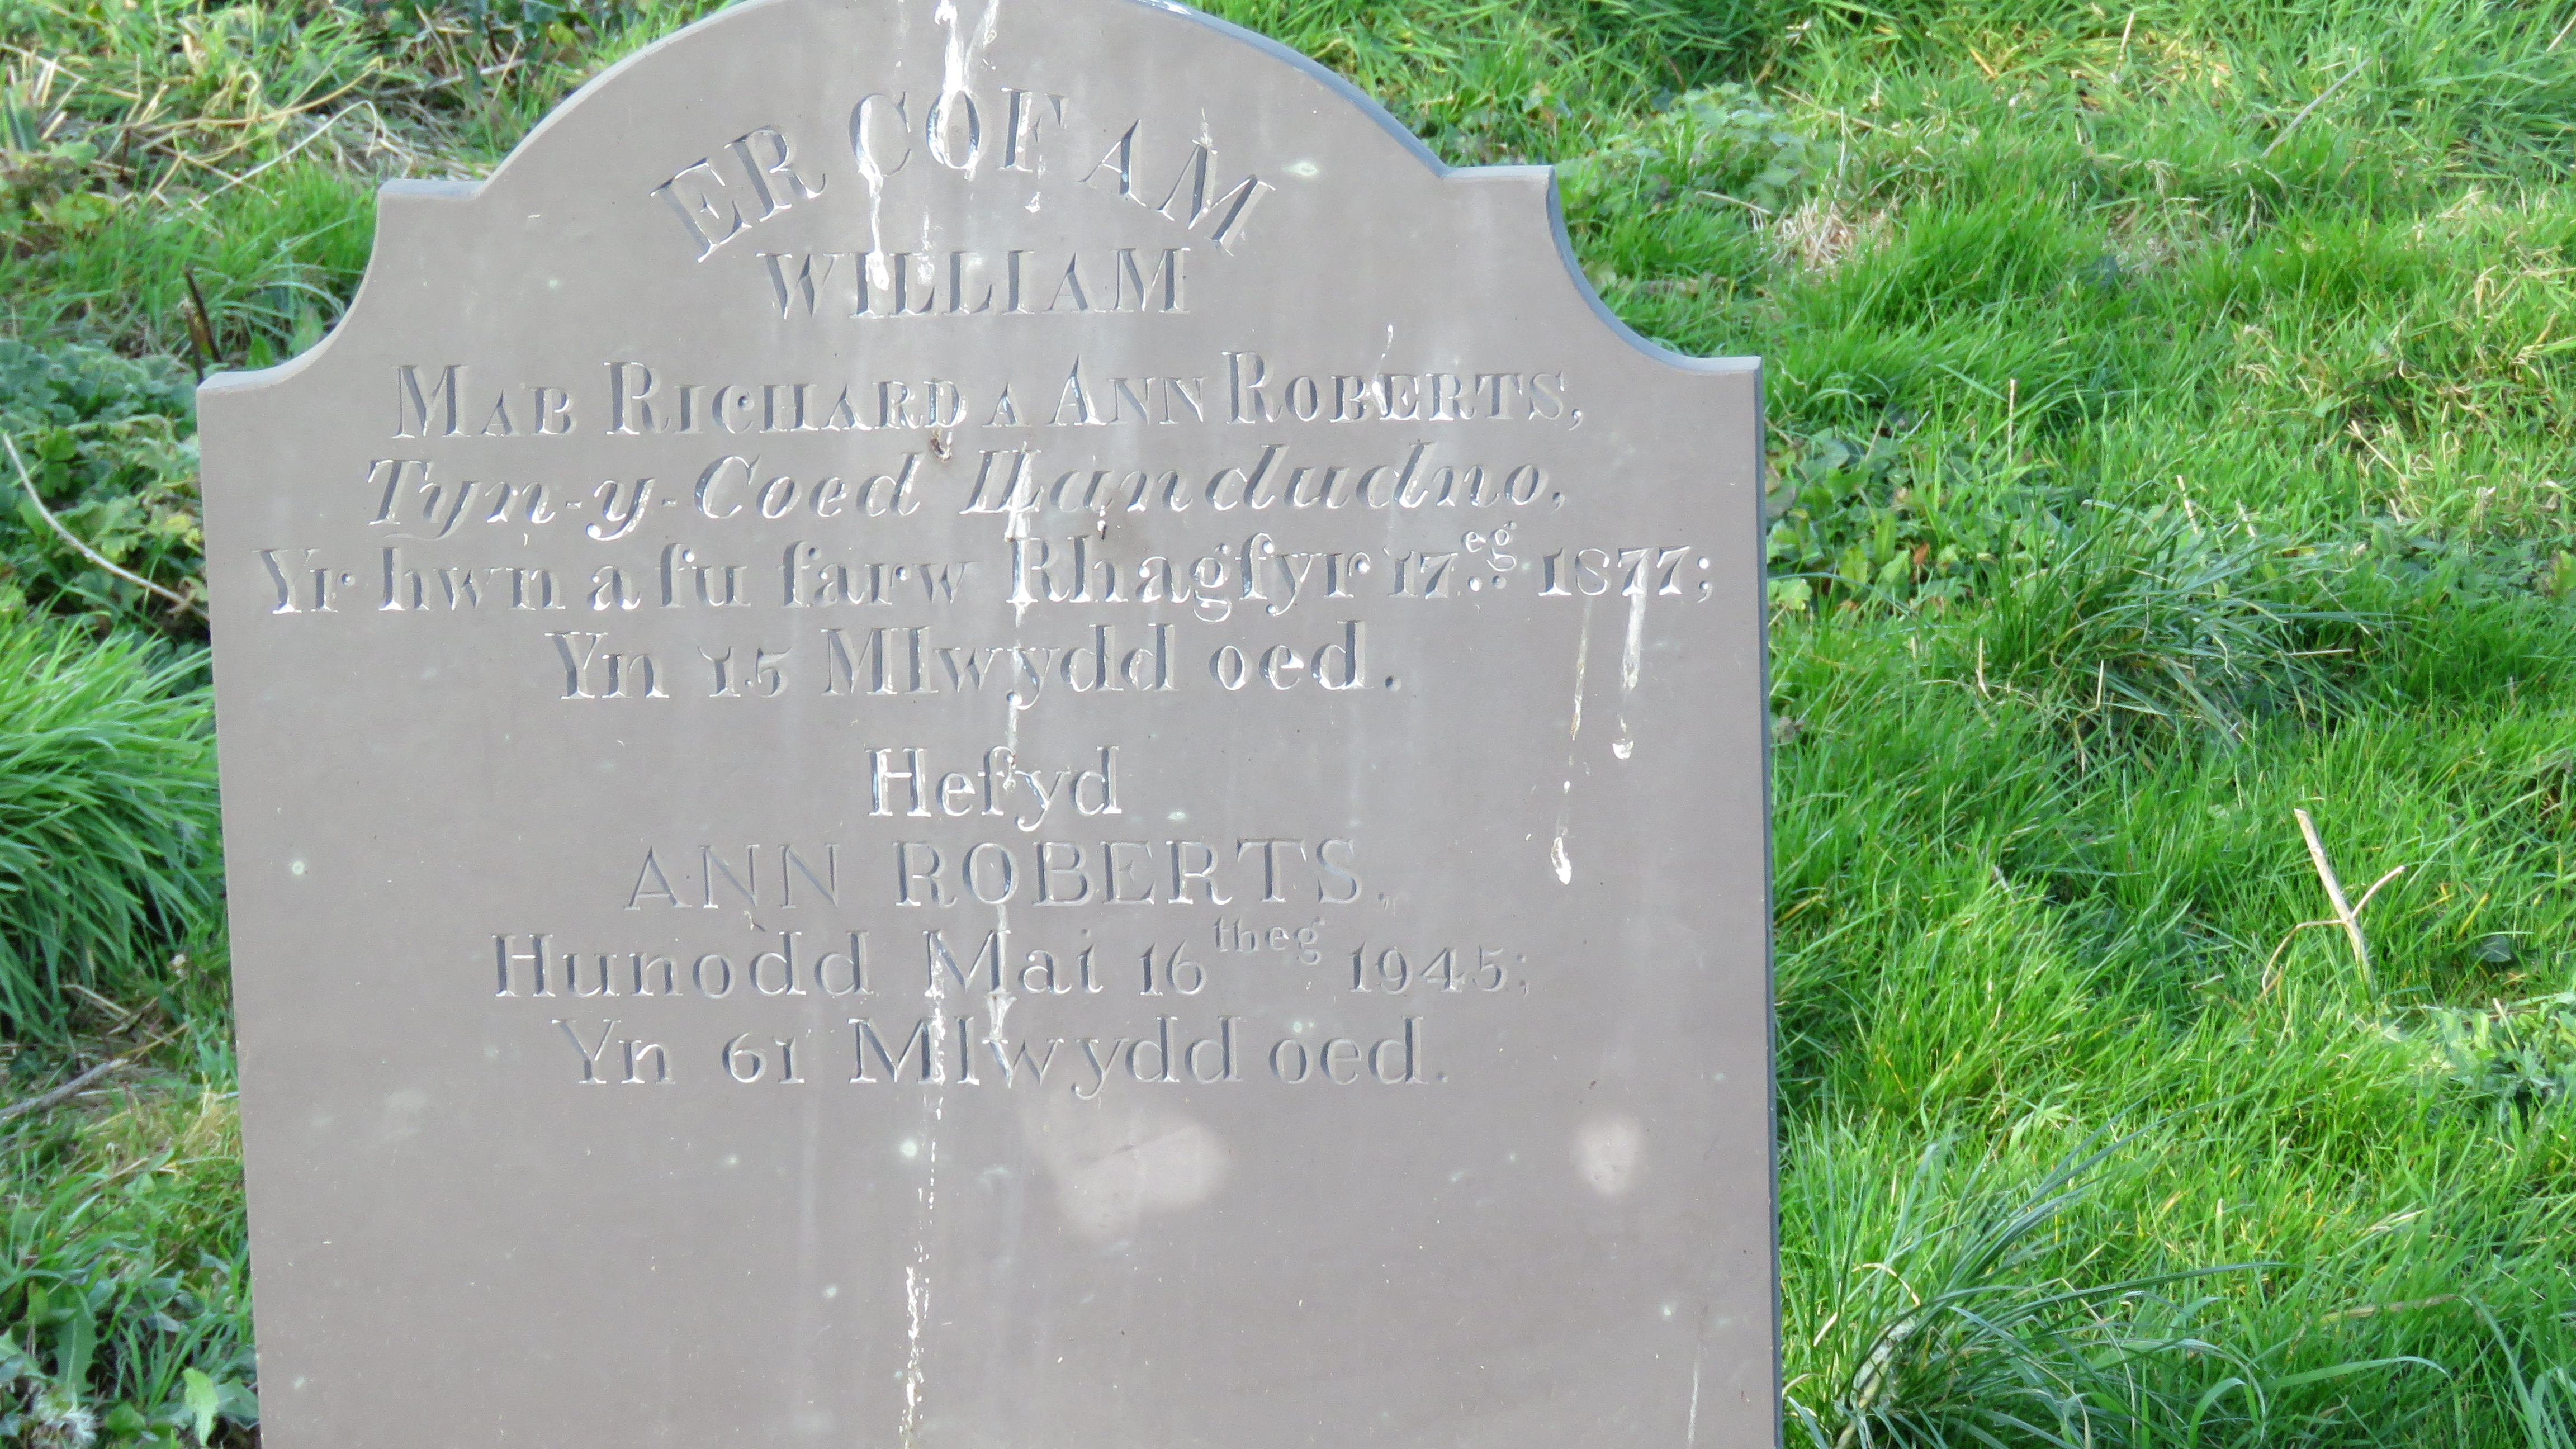 ER COF AM
WILLIAM
MAB RICHARD A ANN ROBERTS,
Tyn-y-Coed Llandudno,
Yr hwn a fu farw Rhagfyr 17eg 1877;
Yn 15 Mlwydd oed.
Hefyd
ANN ROBERTS,
Hunodd Mai 16theg 1945;
Yn 61 Mlwydd oed.